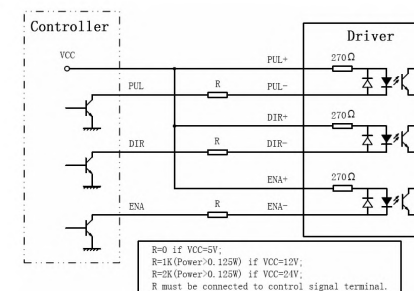 Controller
Driver
VCC
PUL+
270Ω
PUL
R
PUL-
DIR+
270Ω
DIR
R
DIR-
ENA+
270Ω
ENA
R
ENA-
R=0 if VCC=5V;
R=1K(Power>0.125W) if VCC=12V;
R=2K(Power>0.125W) if VCC=24V;
R must be connected to control signal terminal.